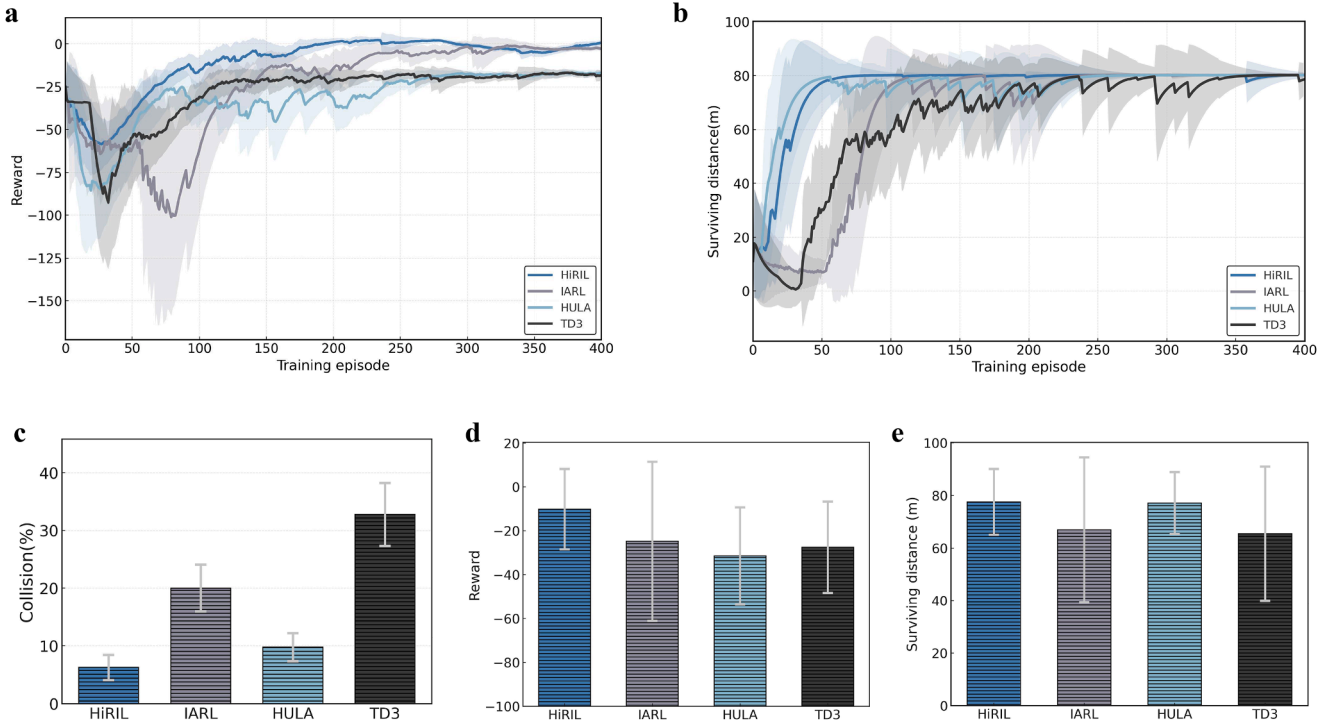 a
Reward
0
−25
−50
−75
−100
−125
−150
0 50 100 150 200 250 300 350 400
Training episode
HiRIL
IARL
HULA
TD3
b
Surviving distance(m)
100
80
60
40
20
0
0 50 100 150 200 250 300 350 400
Training episode
HiRIL
IARL
HULA
TD3
c
Collision(%)
40
30
20
10
0
HiRIL IARL HULA TD3
d
Reward
20
0
−20
−40
−60
−80
−100
HiRIL IARL HULA TD3
e
Surviving distance (m)
100
80
60
40
20
0
HiRIL IARL HULA TD3